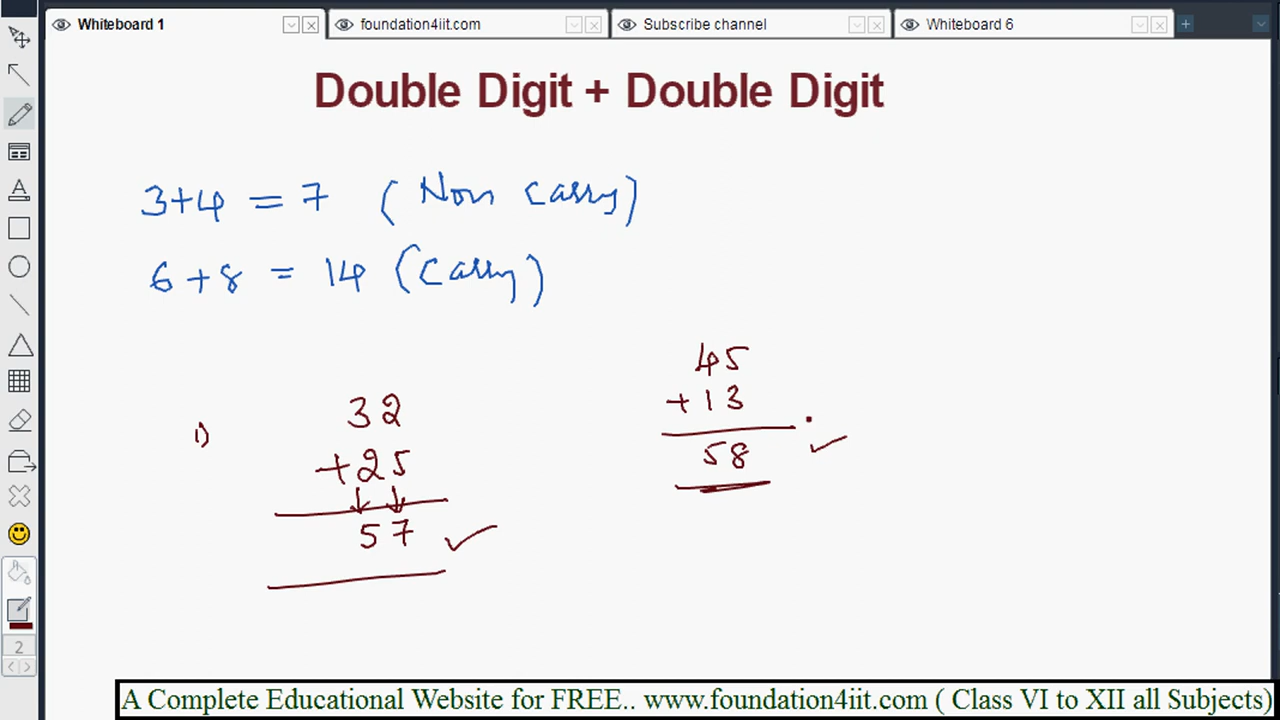 Whiteboard 1 foundation4iit.com Subscribe channel Whiteboard 6
Double Digit + Double Digit
3+4 = 7 (Non Carry)
6+8 = 14 (Carry)
1)
32
+25
57
45
+13
58
2
A Complete Educational Website for FREE.. www.foundation4iit.com ( Class VI to XII all Subjects)